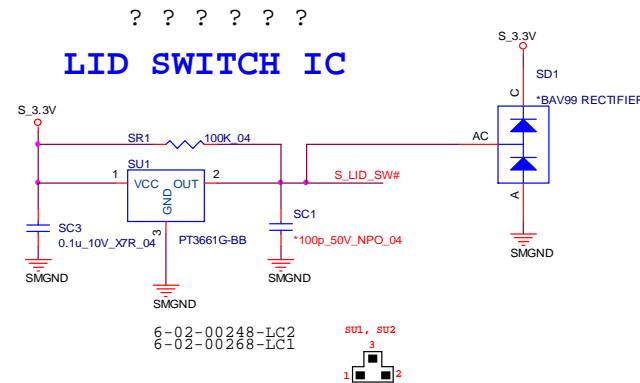 ? ? ? ? ? ?
LID SWITCH IC
S_3.3V
SD1
C
*BAV99 RECTIFIER
AC
A
SMGND
S_3.3V
SR1 100K_04
SU1
1 VCC OUT 2
GND
3
S_LID_SW#
SC3
0.1u_10V_X7R_04
PT3661G-BB
SC1
*100p_50V_NPO_04
SMGND
SMGND
SMGND
6-02-00248-LC2
6-02-00268-LC1
SU1, SU2
3
1 2